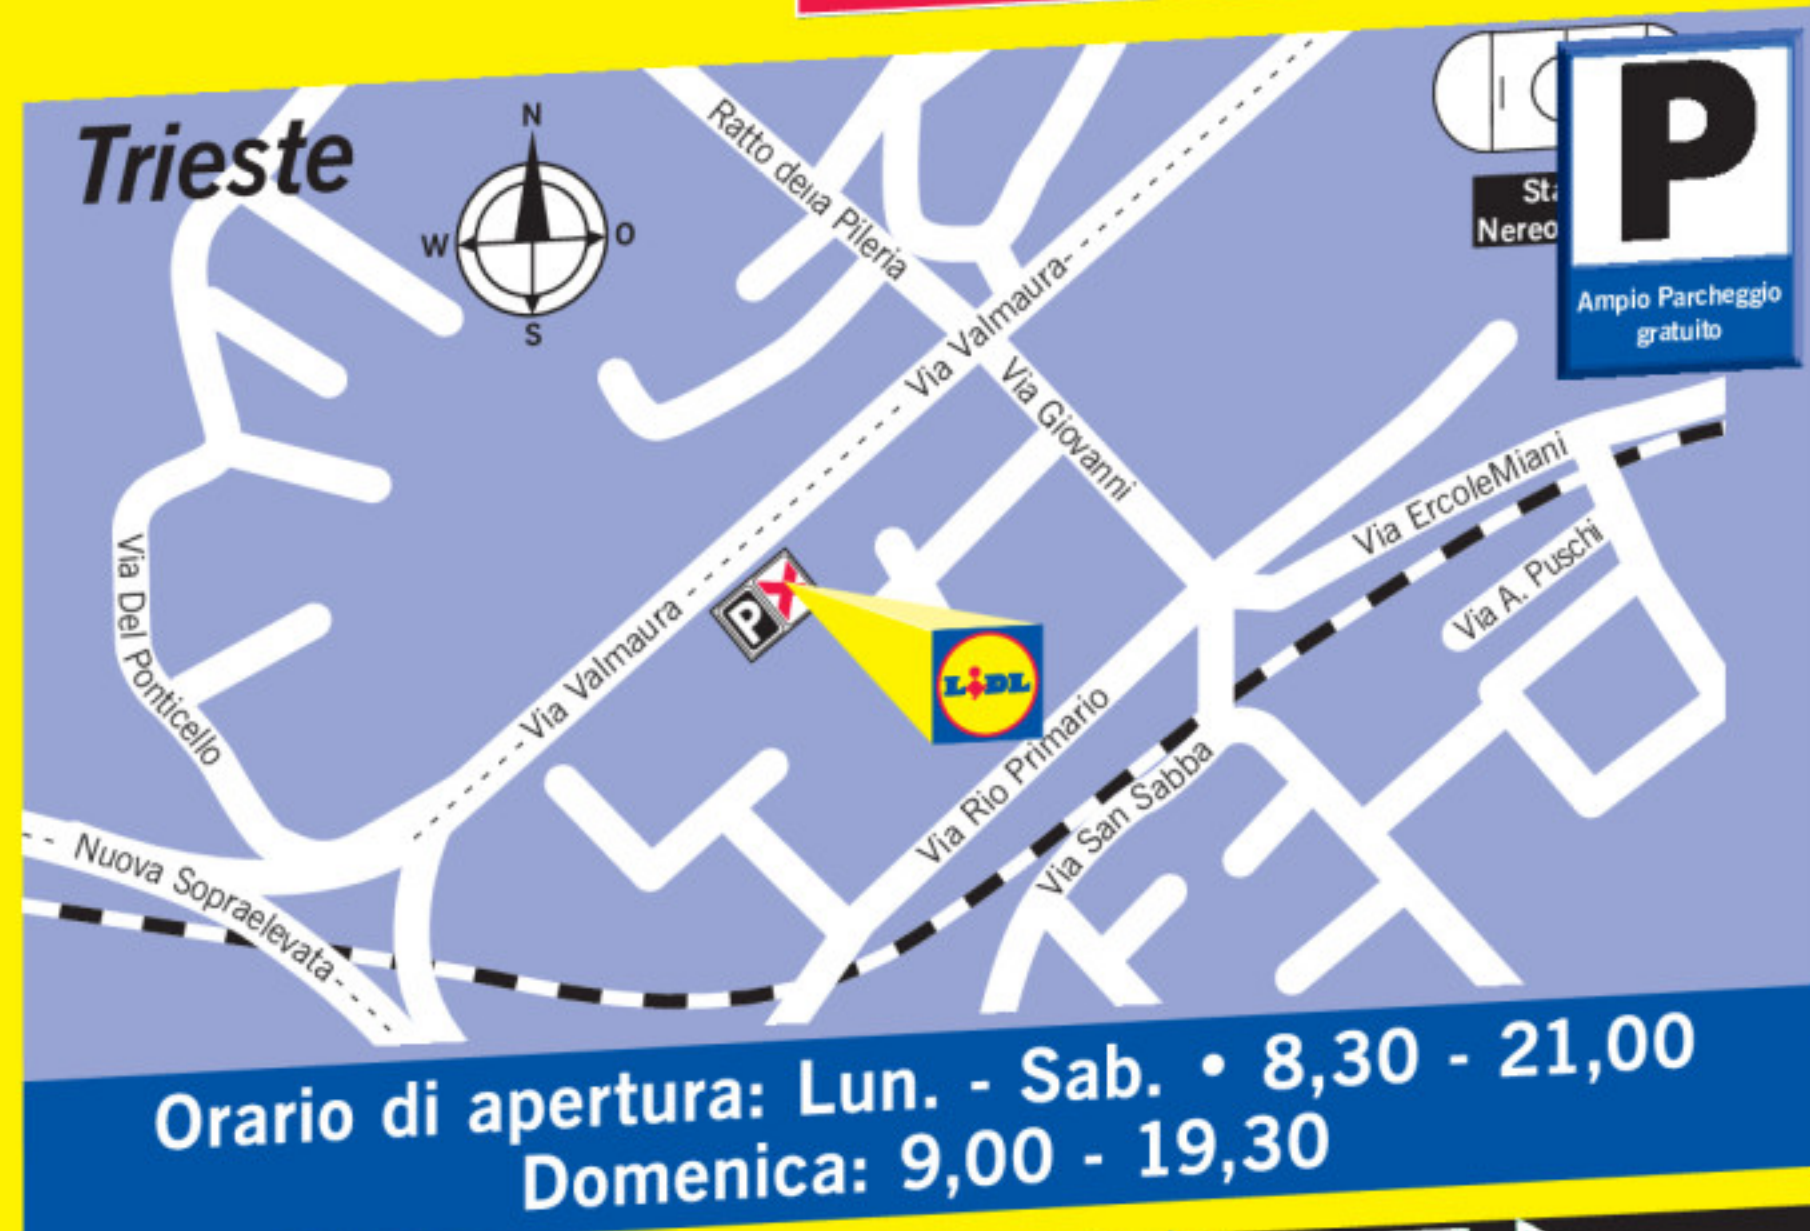 Trieste
N
W
O
S
Ratto della Pileria
Via Valmaura
Via Giovanni
Via Valmaura
Via Del Ponticello
Nuova Sopraelevata
P
LIDL
Via Rio Primario
Via San Sabba
Via ErcoleMiani
Via A. Puschi
Nereo
P
Ampio Parcheggio
gratuito
Orario di apertura: Lun. - Sab. • 8,30 - 21,00
Domenica: 9,00 - 19,30